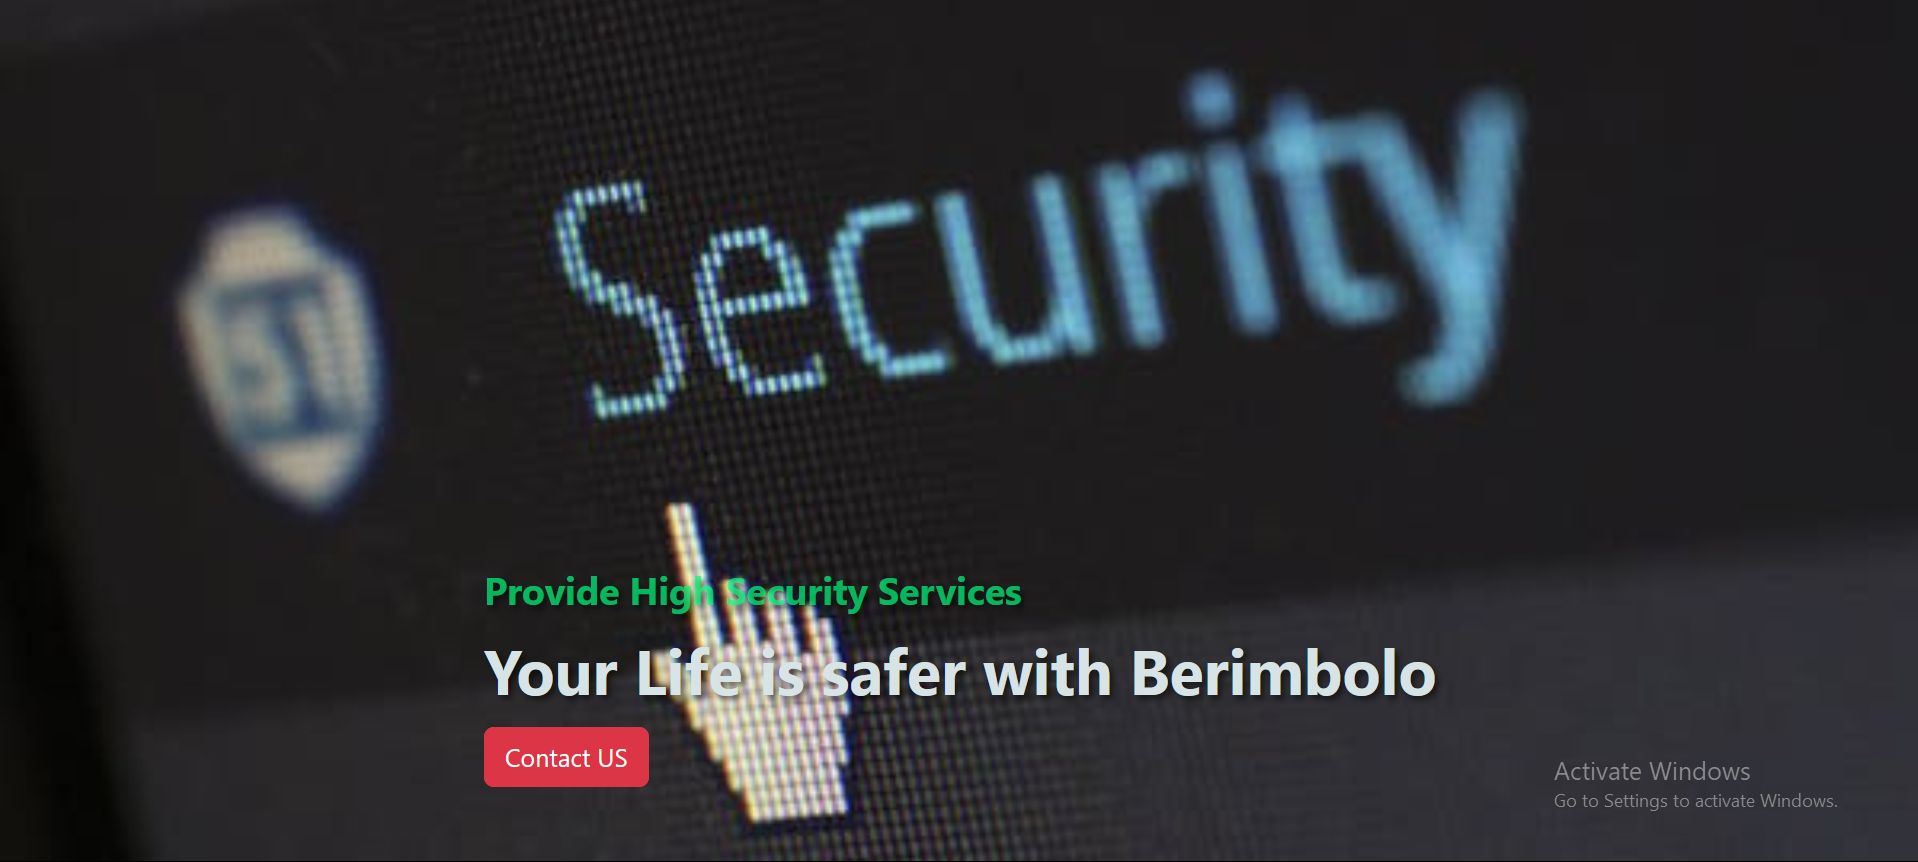 Security
Provide High Security Services
Your Life is safer with Berimbolo
Contact US
Activate Windows
Go to Settings to activate Windows.